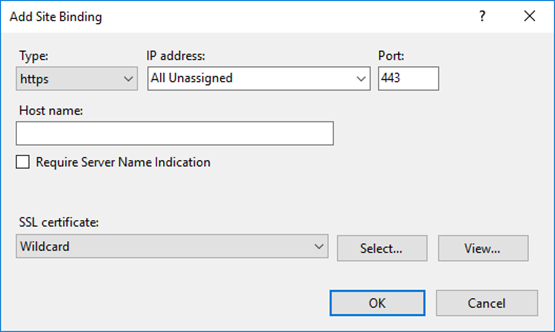 Add Site Binding ?
Type: IP address: Port:
https All Unassigned 443
Host name:
Require Server Name Indication
SSL certificate:
Wildcard Select... View...
OK Cancel